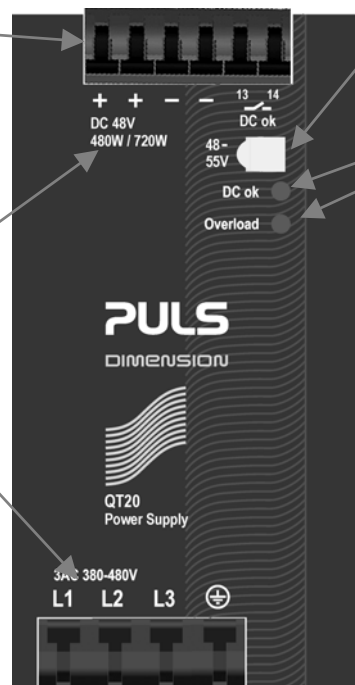 + + − − 13 14
DC 48V
480W / 720W
DC ok
48 –
55V
DC ok
Overload
PULS
DIMENSION
QT20
Power Supply
3AC 380-480V
L1 L2 L3